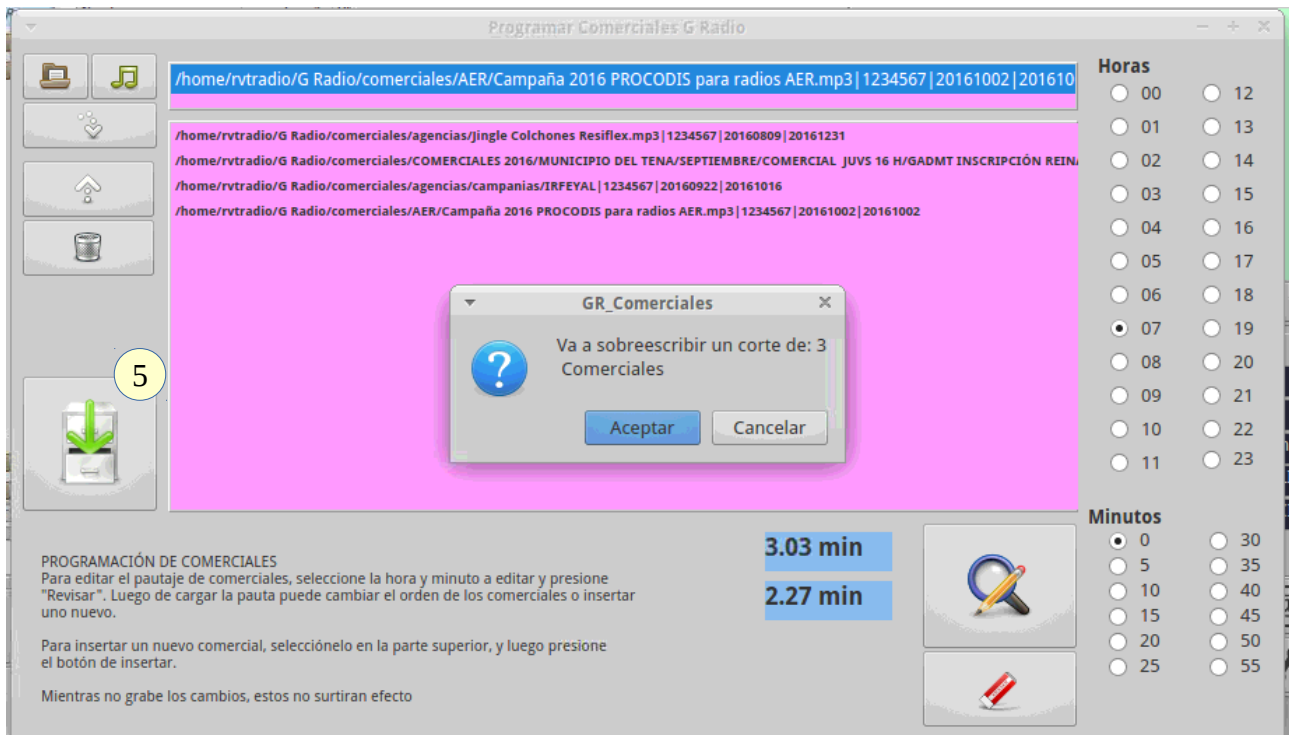 Programar Comerciales G Radio
/home/rvtradio/G Radio/comerciales/AER/Campaña 2016 PROCODIS para radios AER.mp3|1234567|20161002|201610
/home/rvtradio/G Radio/comerciales/agencias/Jingle Colchones Resiflex.mp3|1234567|20160809|20161231
/home/rvtradio/G Radio/comerciales/COMERCIALES 2016/MUNICIPIO DEL TENA/SEPTIEMBRE/COMERCIAL JUVS 16 H/GADMT INSCRIPCIÓN REINA
/home/rvtradio/G Radio/comerciales/agencias/campanias/IRFEYAL|1234567|20160922|20161016
/home/rvtradio/G Radio/comerciales/AER/Campaña 2016 PROCODIS para radios AER.mp3|1234567|20161002|20161002
GR_Comerciales
Va a sobreescribir un corte de: 3
Comerciales
Aceptar Cancelar
5
Horas
00 12
01 13
02 14
03 15
04 16
05 17
06 18
07 19
08 20
09 21
10 22
11 23
Minutos
0 30
5 35
10 40
15 45
20 50
25 55
3.03 min
2.27 min
PROGRAMACIÓN DE COMERCIALES
Para editar el pautaje de comerciales, seleccione la hora y minuto a editar y presione
"Revisar". Luego de cargar la pauta puede cambiar el orden de los comerciales o insertar
uno nuevo.
Para insertar un nuevo comercial, selecciónelo en la parte superior, y luego presione
el botón de insertar.
Mientras no grabe los cambios, estos no surtiran efecto